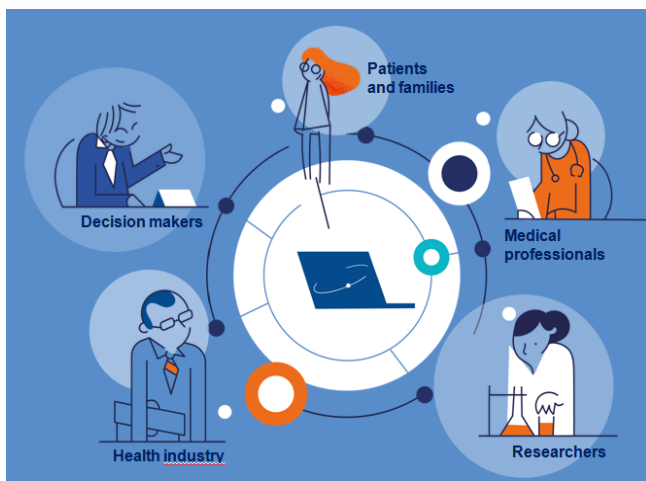 Patients
and families
Decision makers
Medical
professionals
Health industry
Researchers